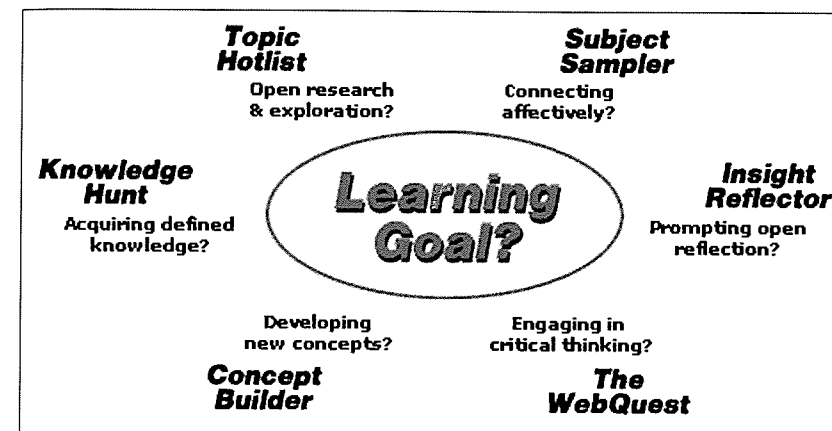 Topic
Hotlist
Open research
& exploration?
Subject
Sampler
Connecting
affectively?
Knowledge
Hunt
Acquiring defined
knowledge?
Learning
Goal?
Insight
Reflector
Prompting open
reflection?
Developing
new concepts?
Concept
Builder
Engaging in
critical thinking?
The
WebQuest